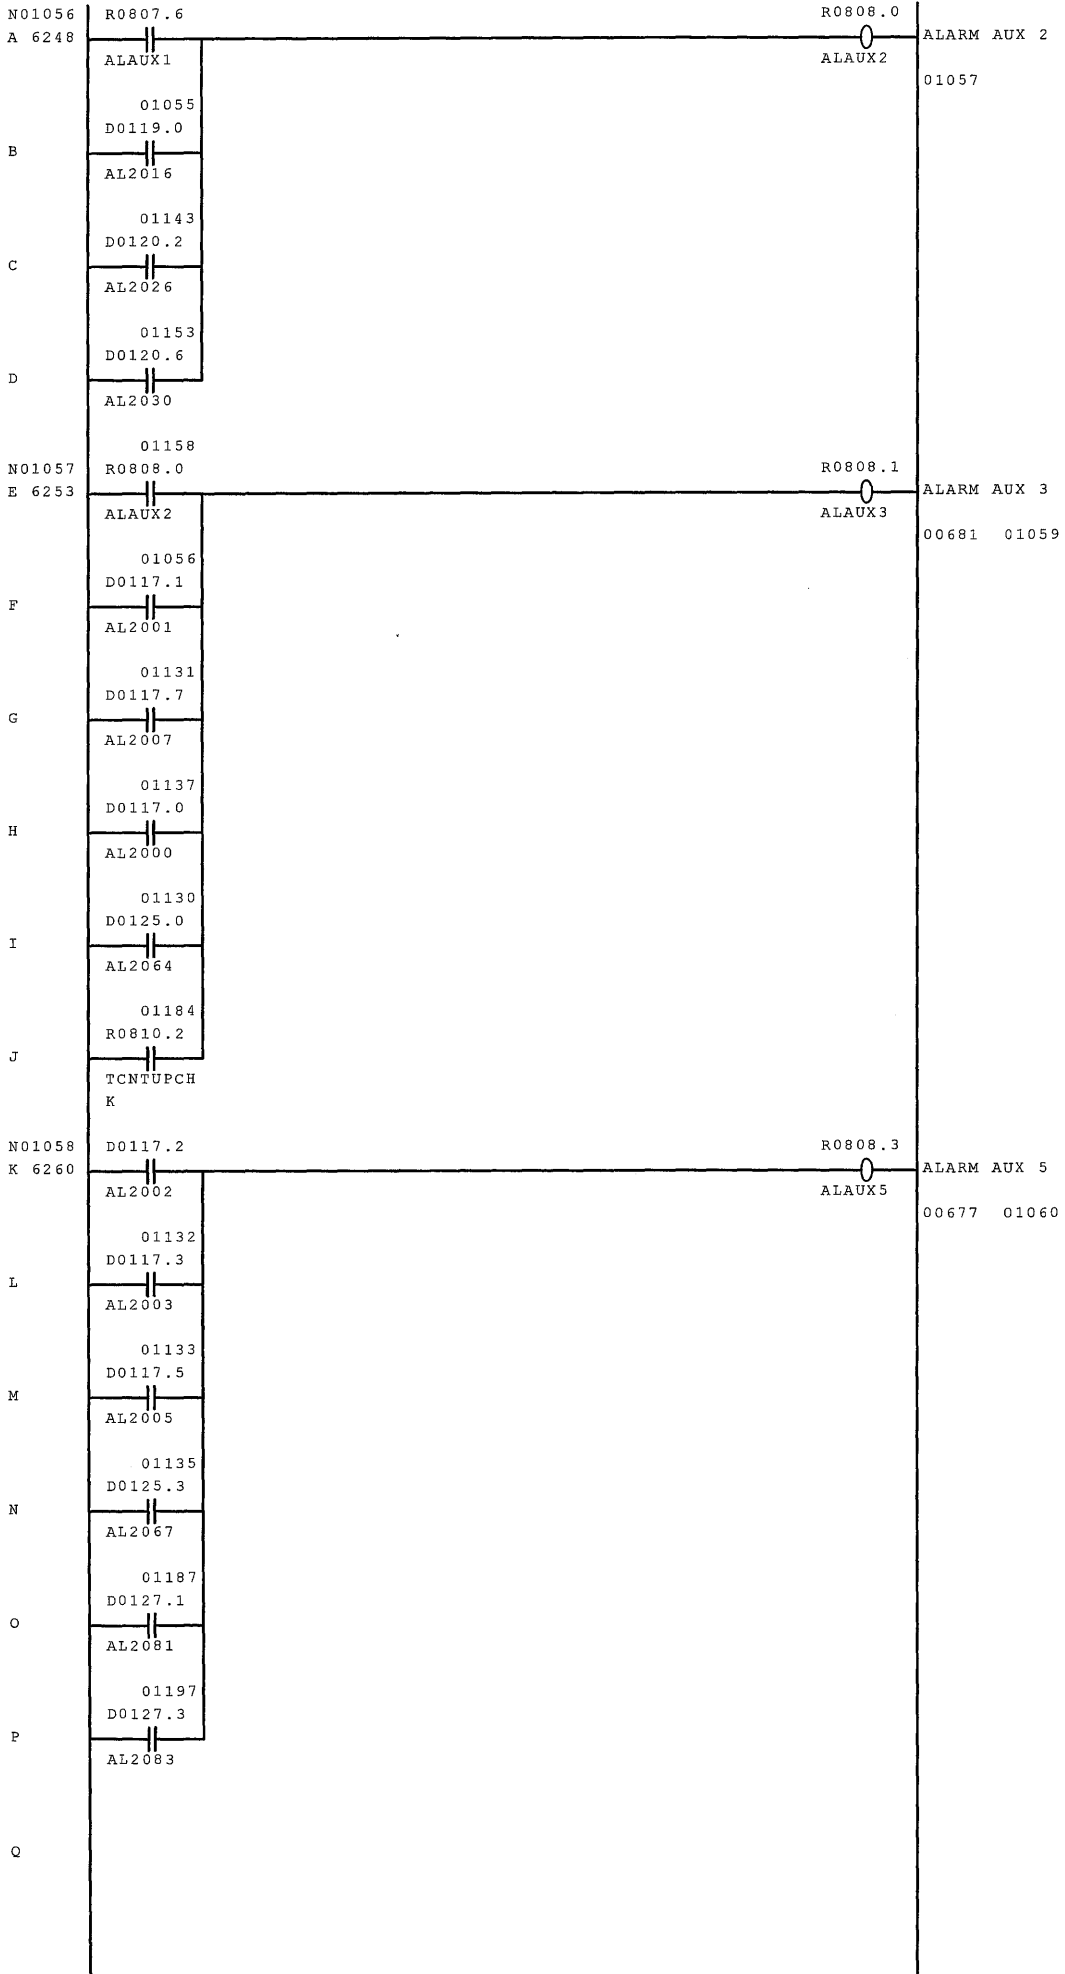 N01056 R0807.6 R0808.0
A 6248 ALARM AUX 2
ALAUX1 ALAUX2
01057
01055
D0119.0
B
AL2016
01143
D0120.2
C
AL2026
01153
D0120.6
D
AL2030
01158
N01057 R0808.0 R0808.1
E 6253 ALARM AUX 3
ALAUX2 ALAUX3
00681 01059
01056
D0117.1
F
AL2001
01131
D0117.7
G
AL2007
01137
D0117.0
H
AL2000
01130
D0125.0
I
AL2064
01184
R0810.2
J
TCNTUPCH
K
N01058 D0117.2 R0808.3
K 6260 ALARM AUX 5
AL2002 ALAUX5
00677 01060
01132
D0117.3
L
AL2003
01133
D0117.5
M
AL2005
01135
D0125.3
N
AL2067
01187
D0127.1
O
AL2081
01197
D0127.3
P
AL2083
Q